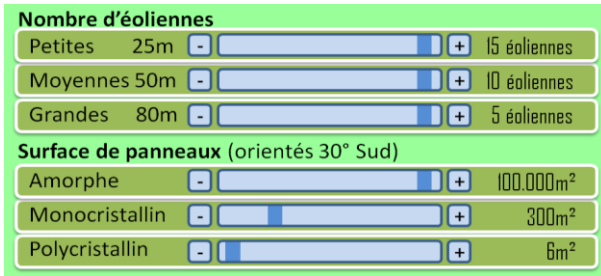 Nombre d'éoliennes
Petites 25m - + 15 éoliennes
Moyennes 50m - + 10 éoliennes
Grandes 80m - + 5 éoliennes
Surface de panneaux (orientés 30° Sud)
Amorphe - + 100.000m²
Monocristallin - + 300m²
Polycristallin - + 6m²